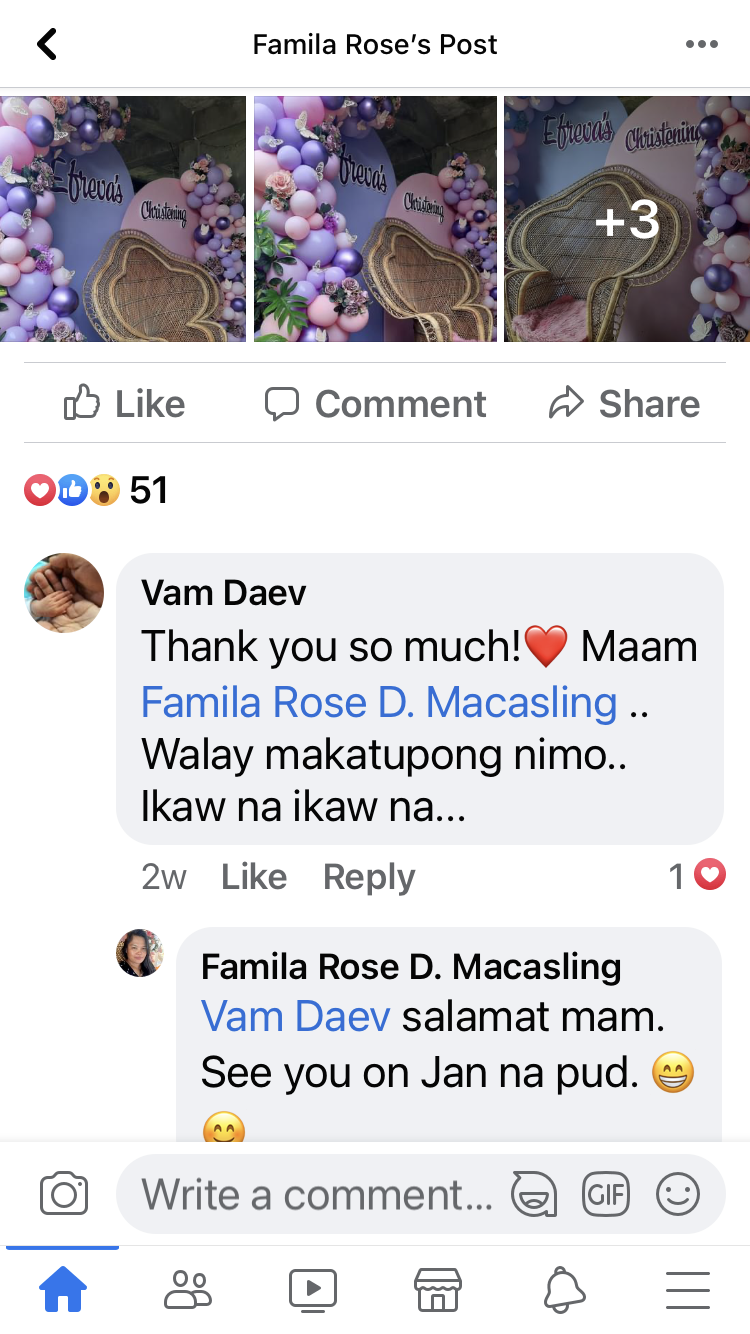 Famila Rose's Post
Efreva's
Christening
freva's
Christening
Efreva's Christening
+3
Like Comment Share
51
Vam Daev
Thank you so much!❤️ Maam
Famila Rose D. Macasling ..
Walay makatupong nimo..
Ikaw na ikaw na...
2w Like Reply 1
Famila Rose D. Macasling
Vam Daev salamat mam.
See you on Jan na pud. 😁
😊
Write a comment... GIF